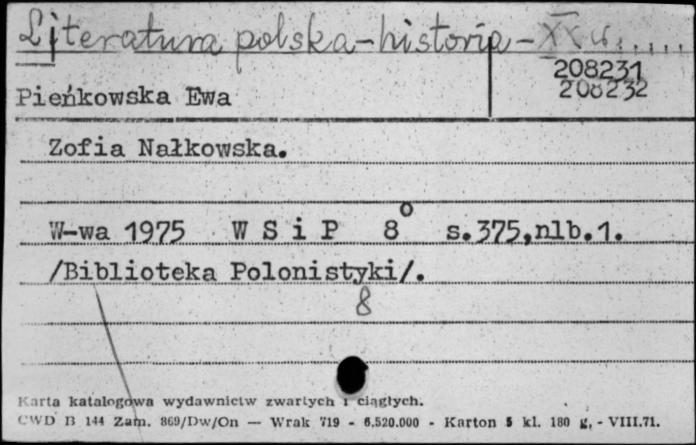 Literatura polska-historia-XX w.....
208231
208232
Pieńkowska Ewa
Zofia Nałkowska.
W-wa 1975 W S i P 8° s.375,nlb.1.
/Biblioteka Polonistyki/.
8
Karta katalogowa wydawnictw zwartych i ciągłych.
CWD B 144 Zam. 869/Dw/On — Wrak 719 - 6.520.000 - Karton 5 kl. 180 g, - VIII.71.